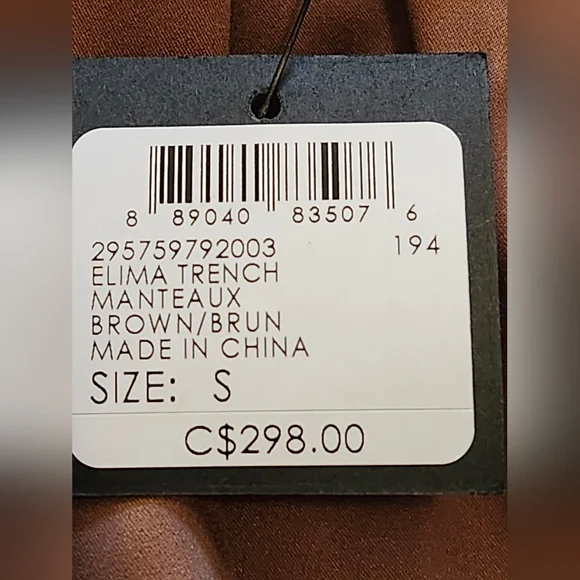 8 89040 83507 6
295759792003 194
ELIMA TRENCH
MANTEAUX
BROWN/BRUN
MADE IN CHINA
SIZE: S
C$298.00